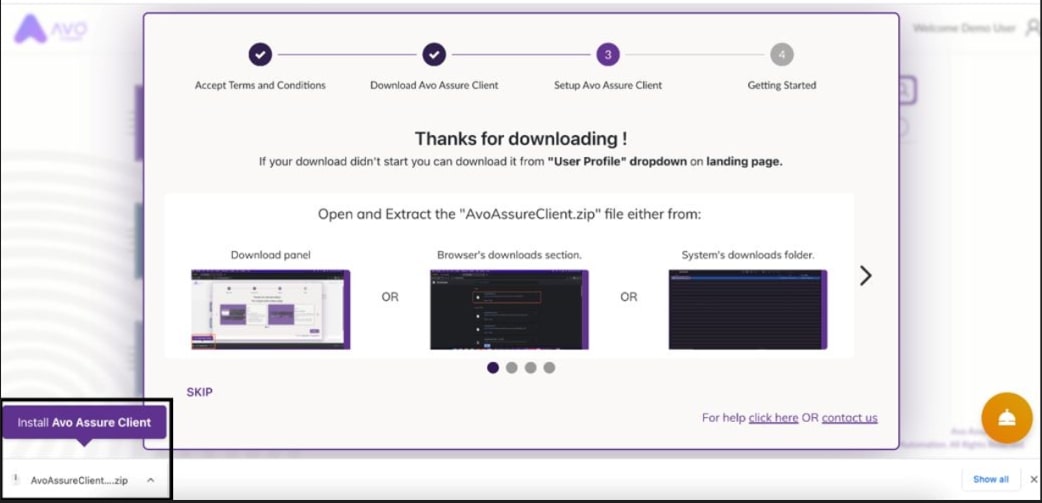 AVO
Welcome Demo User
3
4
Accept Terms and Conditions
Download Avo Assure Client
Setup Avo Assure Client
Getting Started
Thanks for downloading !
If your download didn't start you can download it from "User Profile" dropdown on landing page.
Open and Extract the "AvoAssureClient.zip" file either from:
Download panel
Browser's downloads section.
System's downloads folder.
OR
OR
SKIP
For help click here OR contact us
Install Avo Assure Client
AvoAssureClient....zip
Show all